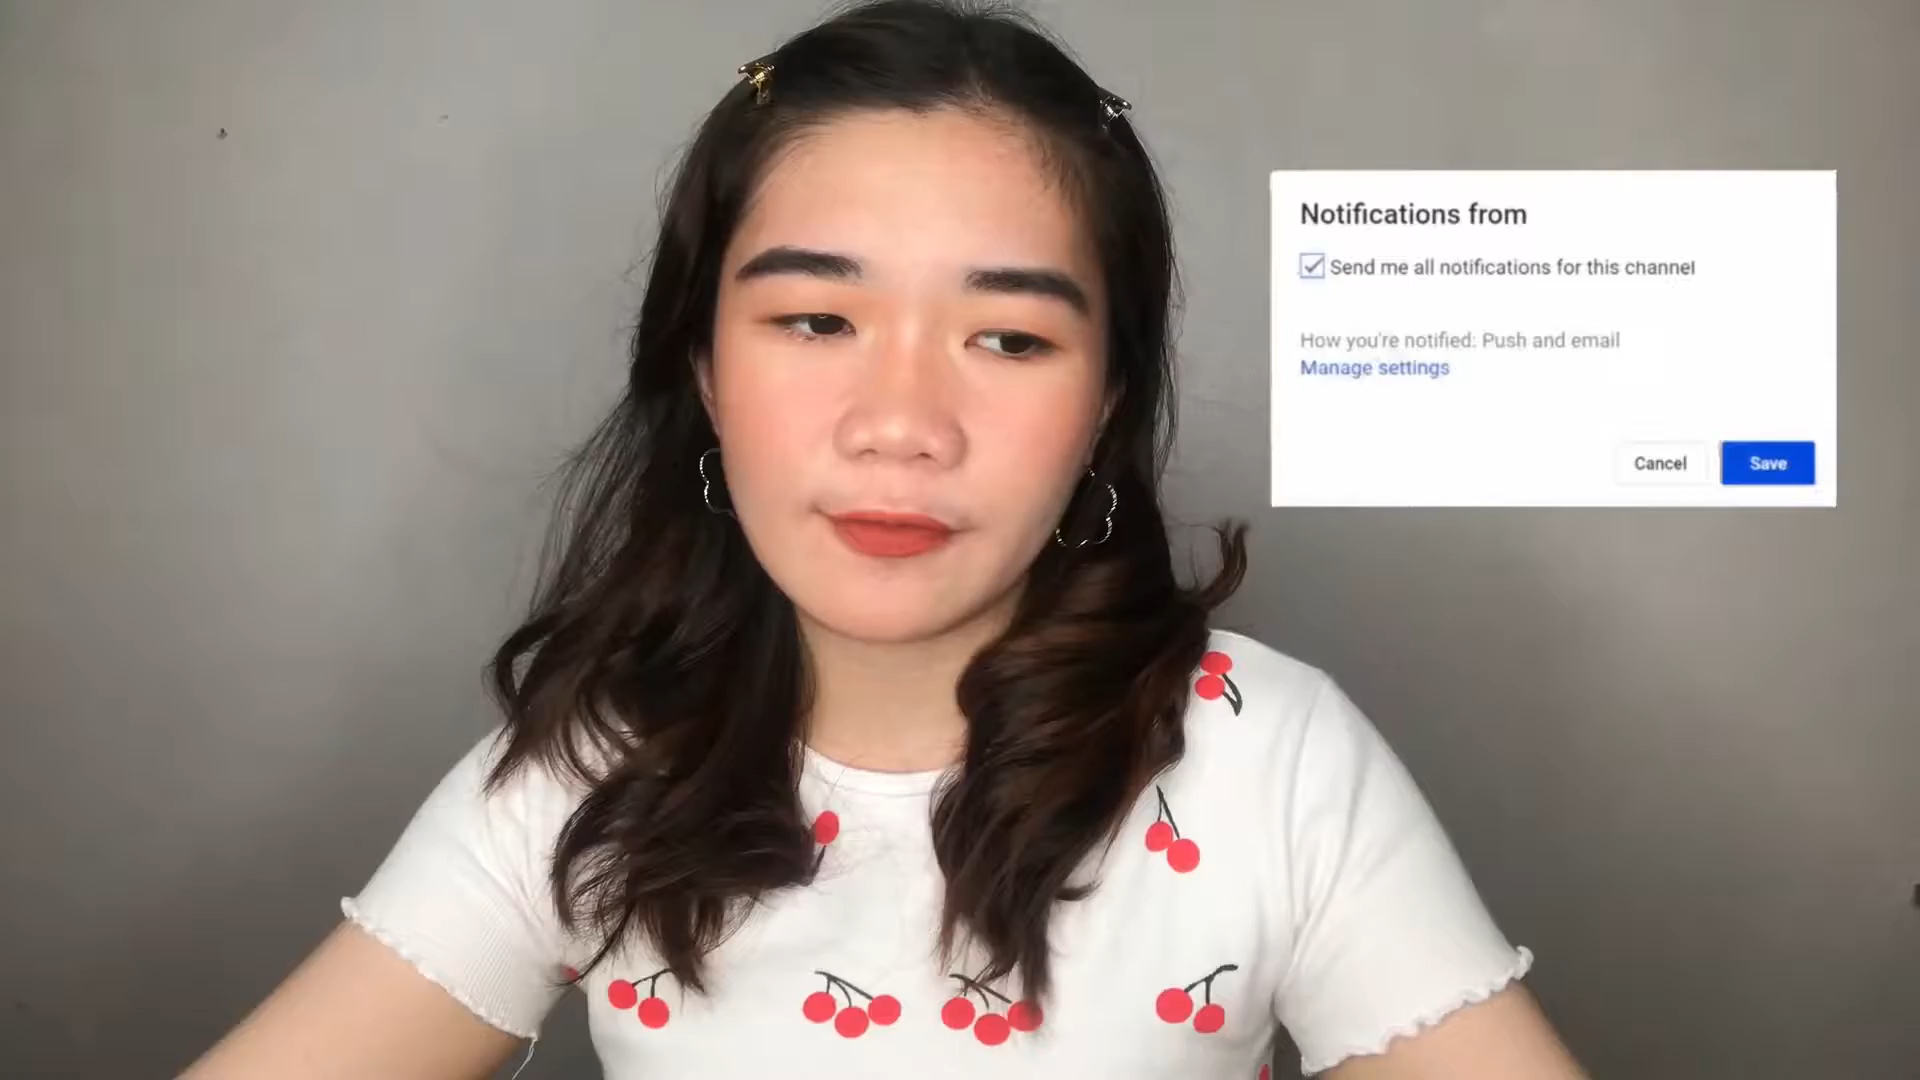 Notifications from
Send me all notifications for this channel
How you're notified: Push and email
Manage settings
Cancel
Save